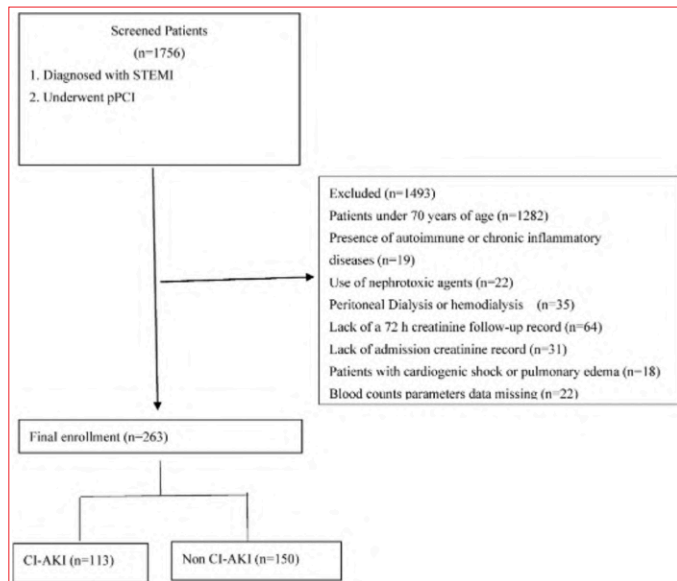 Screened Patients
(n=1756)
1. Diagnosed with STEMI
2. Underwent pPCI
Excluded (n=1493)
Patients under 70 years of age (n=1282)
Presence of autoimmune or chronic inflammatory
diseases (n=19)
Use of nephrotoxic agents (n=22)
Peritoneal Dialysis or hemodialysis (n=35)
Lack of a 72 h creatinine follow-up record (n=64)
Lack of admission creatinine record (n=31)
Patients with cardiogenic shock or pulmonary edema (n=18)
Blood counts parameters data missing (n=22)
Final enrollment (n=263)
CI-AKI (n=113)
Non CI-AKI (n=150)